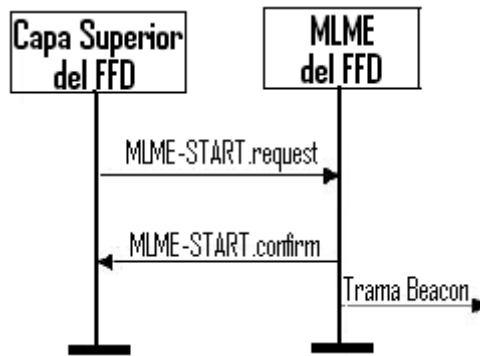 Capa Superior
del FFD
MLME
del FFD
MLME-START.request
MLME-START.confirm
Trama Beacon